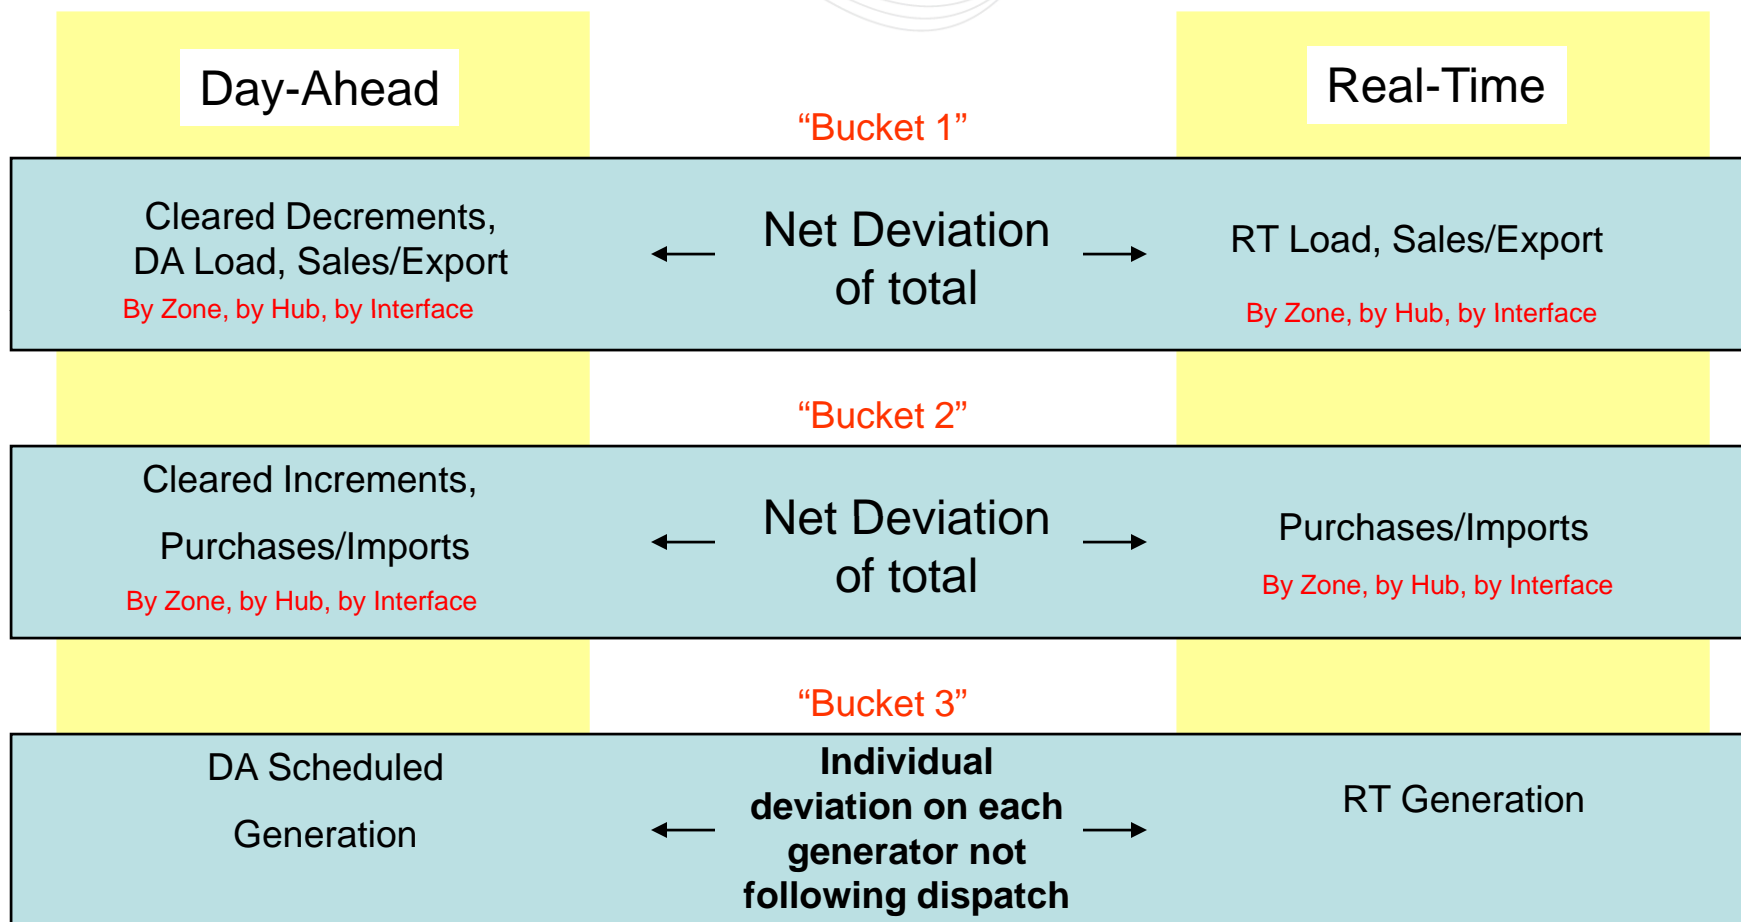 Day-Ahead
Real-Time
“Bucket 1”
Cleared Decrements,
DA Load, Sales/Export
By Zone, by Hub, by Interface
Net Deviation
of total
RT Load, Sales/Export
By Zone, by Hub, by Interface
“Bucket 2”
Cleared Increments,
Purchases/Imports
By Zone, by Hub, by Interface
Net Deviation
of total
Purchases/Imports
By Zone, by Hub, by Interface
“Bucket 3”
DA Scheduled
Generation
Individual
deviation on each
generator not
following dispatch
RT Generation